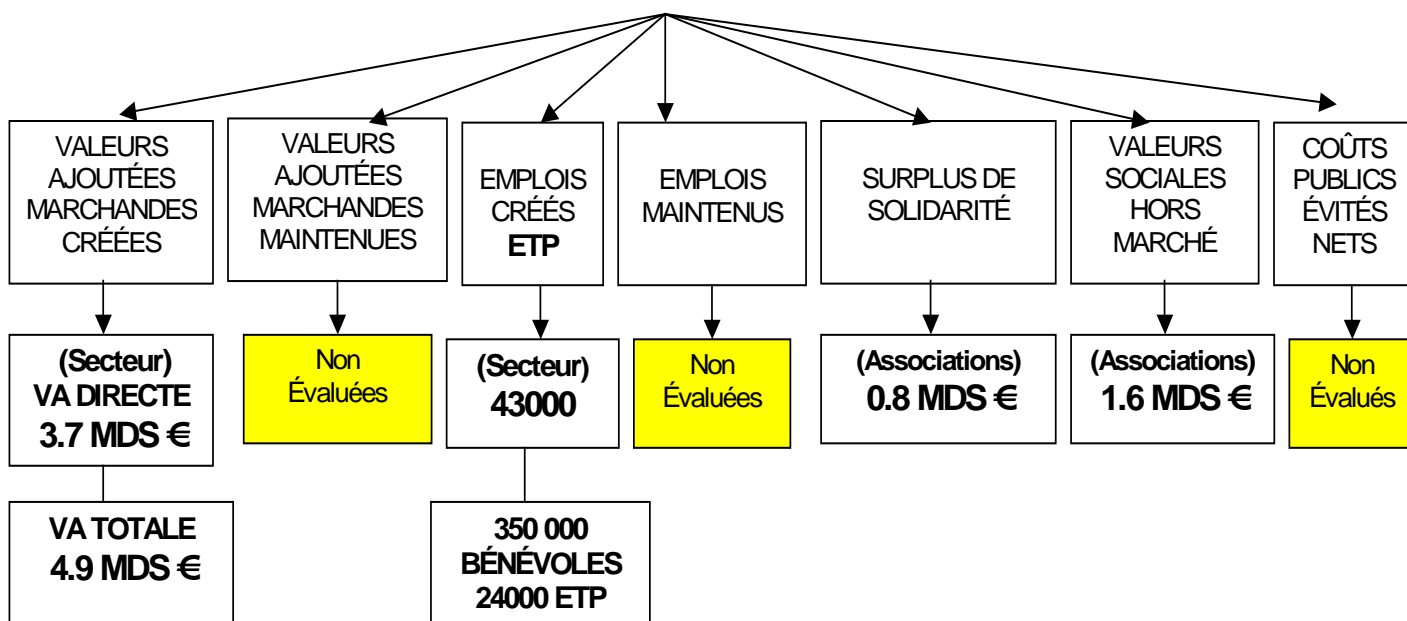 VALEURS
AJOUTÉES
MARCHANDES
CRÉÉES
VALEURS
AJOUTÉES
MARCHANDES
MAINTENUES
EMPLOIS
CRÉÉS
ETP
EMPLOIS
MAINTENUS
SURPLUS DE
SOLIDARITÉ
VALEURS
SOCIALES
HORS
MARCHÉ
COÛTS
PUBLICS
ÉVITÉS
NETS
(Secteur)
VA DIRECTE
3.7 MDS €
Non
Évaluées
(Secteur)
43000
Non
Évaluées
(Associations)
0.8 MDS €
(Associations)
1.6 MDS €
Non
Évalués
VA TOTALE
4.9 MDS €
350 000
BÉNÉVOLES
24000 ETP